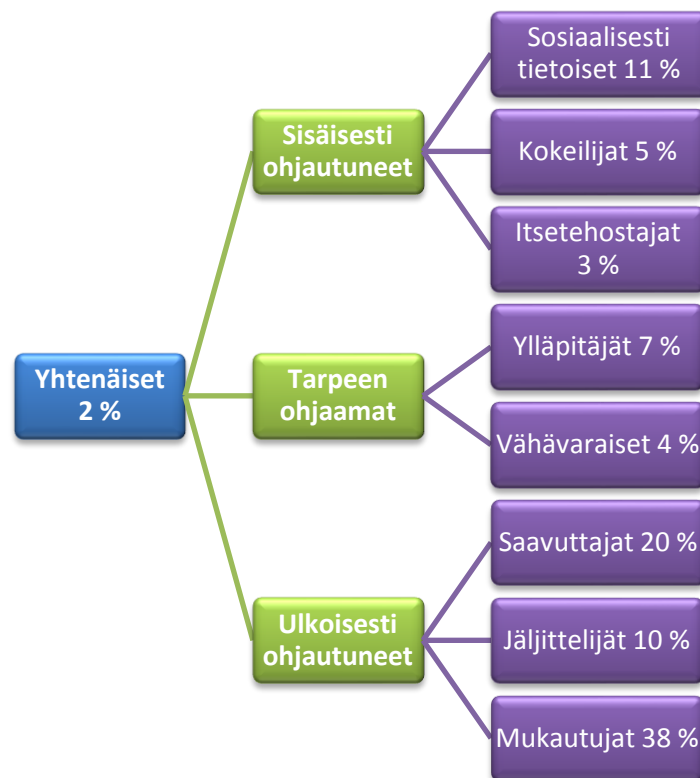 Yhtenäiset
2 %
Sisäisesti
ohjautuneet
Sosiaalisesti
tietoiset 11 %
Kokeilijat 5 %
Itsetehostajat
3 %
Tarpeen
ohjaamat
Ylläpitäjät 7 %
Vähävaraiset 4 %
Ulkoisesti
ohjautuneet
Saavuttajat 20 %
Jäljittelijät 10 %
Mukautujat 38 %